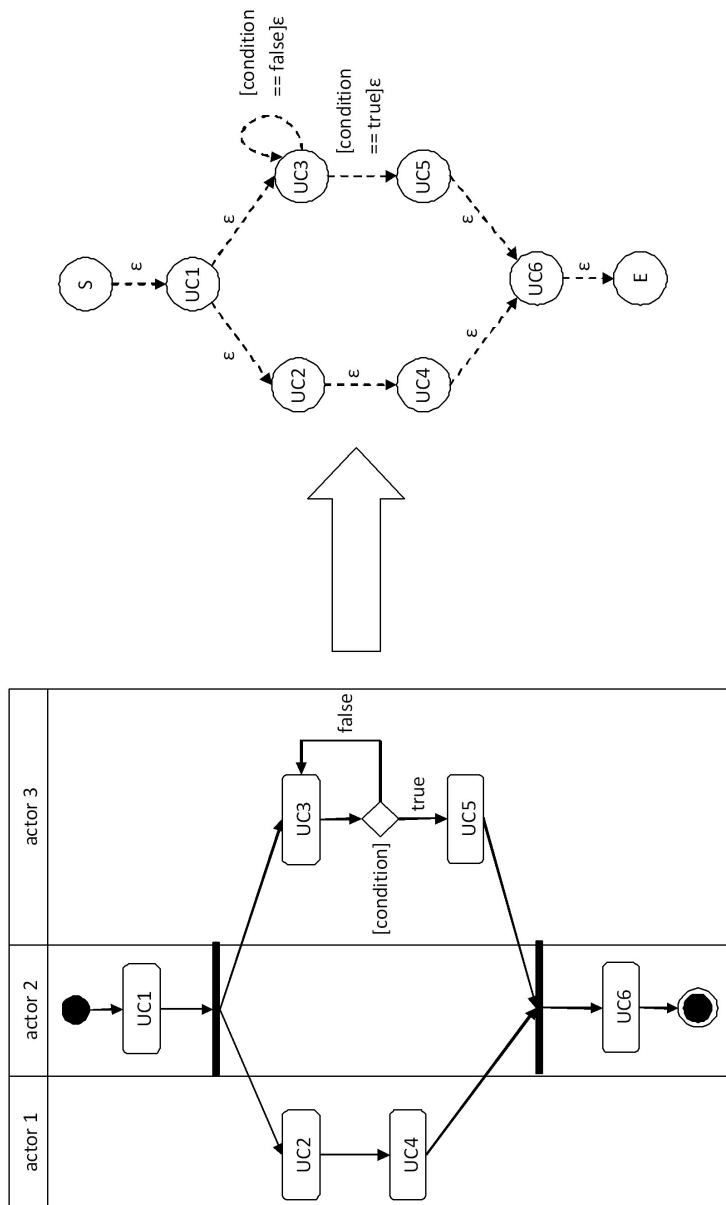 actor 1
actor 2
actor 3
UC1
UC2
UC3
[condition]
false
true
UC4
UC5
UC6
S
ε
UC1
ε
ε
UC2
UC3
[condition
== false]ε
ε
[condition
== true]ε
UC4
UC5
ε
ε
UC6
ε
E